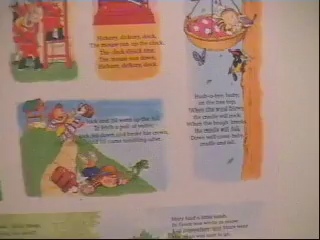 Hickory, dickory, dock,
The mouse ran up the clock,
The clock struck one,
The mouse ran down,
Hickory, dickory, dock.
Jack and Jill went up the hill
To fetch a pail of water;
Jack fell down and broke his crown,
And Jill came tumbling after.
Hush-a-bye, baby,
on the tree top,
When the wind blows,
the cradle will rock;
When the bough breaks,
the cradle will fall,
Down will come baby,
cradle and all.
Mary had a little lamb,